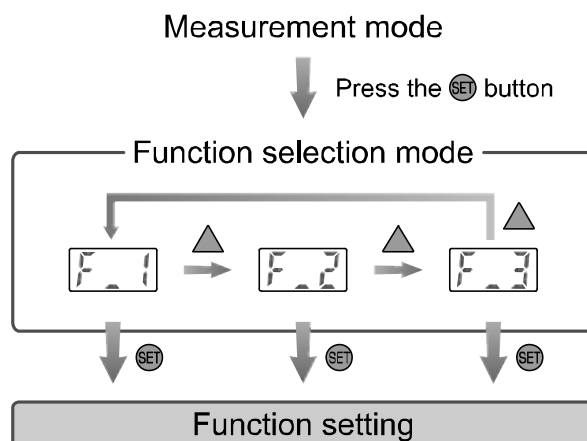 Measurement mode
Press the SET button
Function selection mode
F_1 F_2 F_3
SET SET SET
Function setting